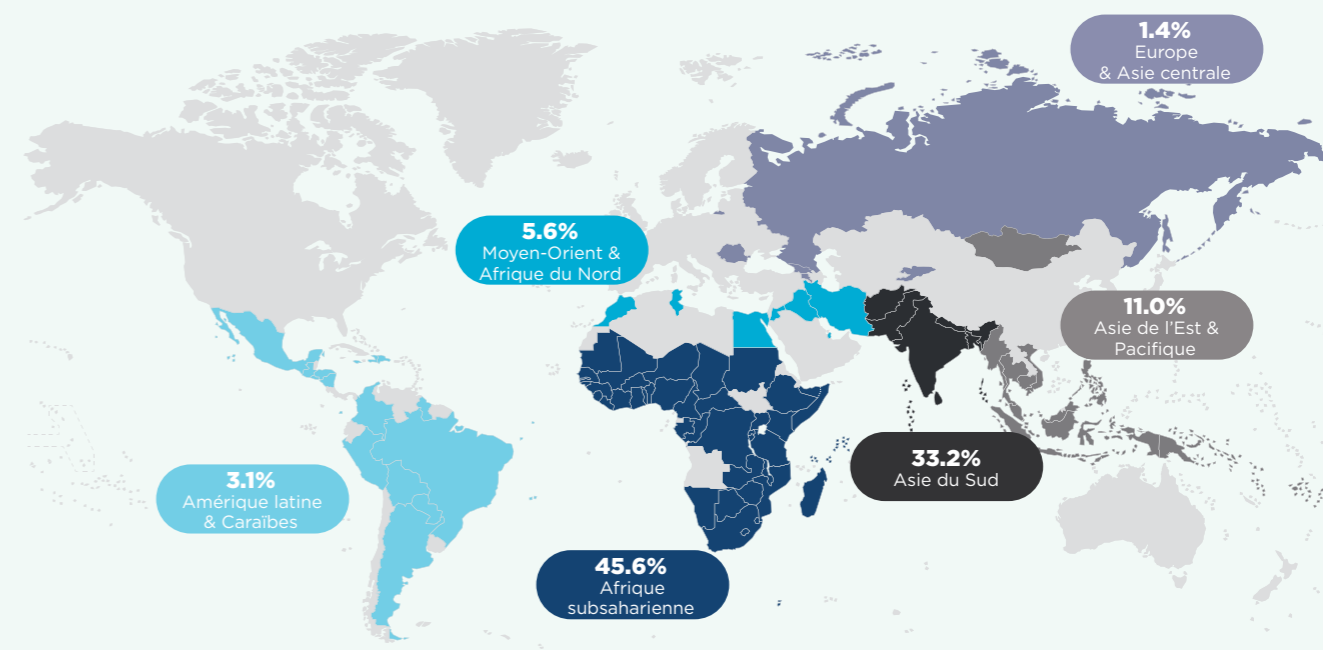 1.4%
Europe
& Asie centrale
5.6%
Moyen-Orient &
Afrique du Nord
11.0%
Asie de l'Est &
Pacifique
33.2%
Asie du Sud
3.1%
Amérique latine
& Caraïbes
45.6%
Afrique
subsaharienne